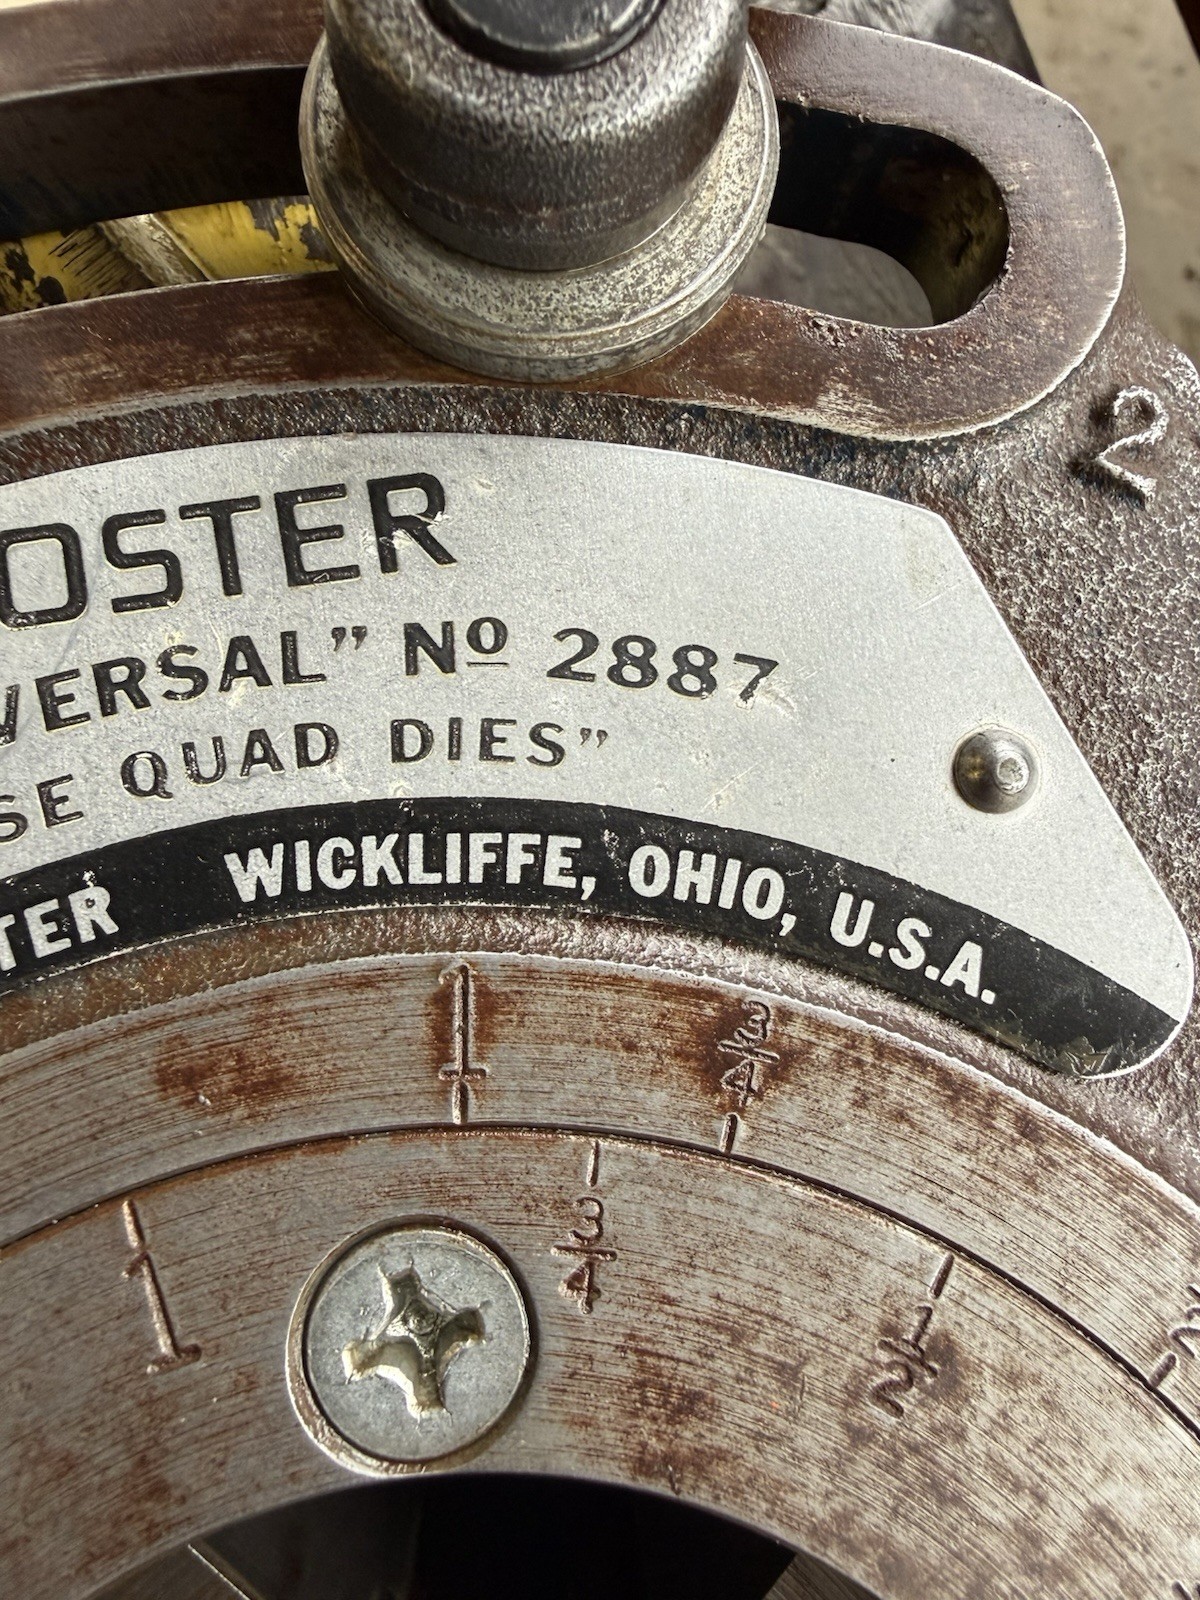 OSTER
VERSAL" No 2887
SE QUAD DIES"
TER WICKLIFFE, OHIO, U.S.A.
2
1 3/4
1 3/4 1/2